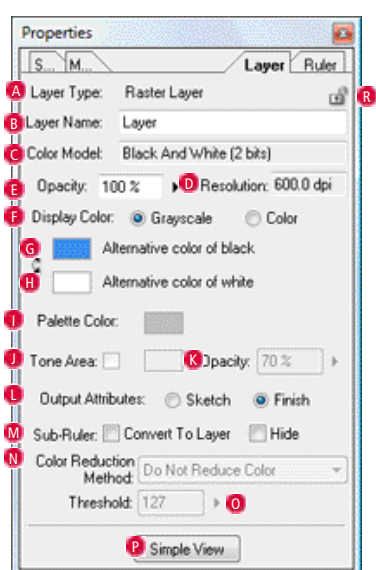 Properties
S... M... Layer Ruler
A Layer Type: Raster Layer R
B Layer Name: Layer
C Color Model: Black And White (2 bits)
E Opacity: 100 % D Resolution: 600.0 dpi
F Display Color: Grayscale Color
G Alternative color of black
H Alternative color of white
I Palette Color:
J Tone Area: K Opacity: 70 %
L Output Attributes: Sketch Finish
M Sub-Ruler: Convert To Layer Hide
N Color Reduction
Method: Do Not Reduce Color
Threshold: 127 O
P Simple View